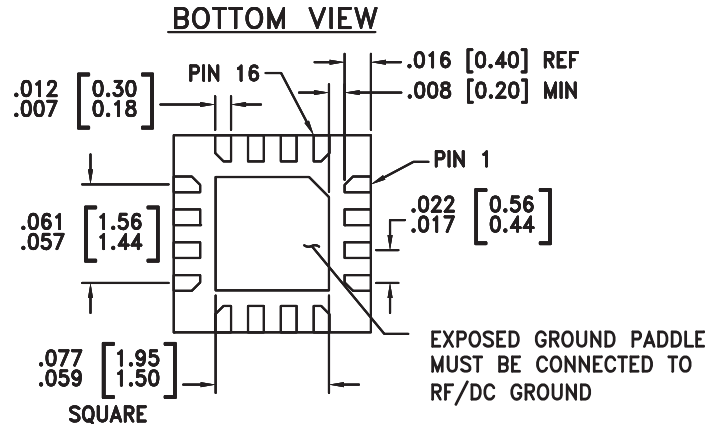 BOTTOM VIEW
PIN 16
.016 [0.40] REF
.008 [0.20] MIN
.012 [0.30]
.007 [0.18]
PIN 1
.061 [1.56]
.057 [1.44]
.022 [0.56]
.017 [0.44]
EXPOSED GROUND PADDLE
MUST BE CONNECTED TO
RF/DC GROUND
.077 [1.95]
.059 [1.50]
SQUARE